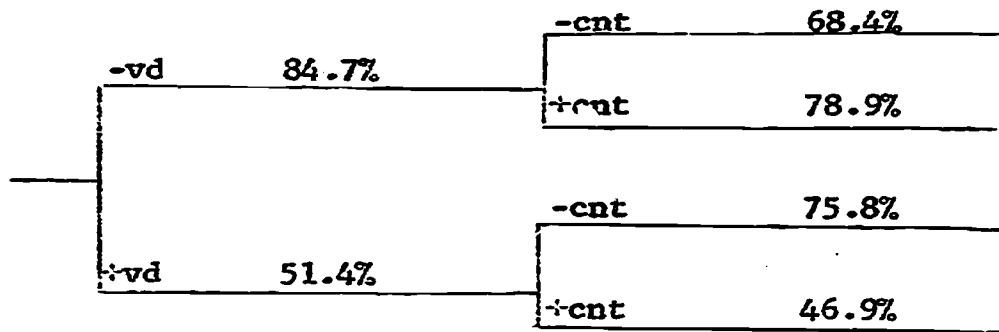 -cnt 68.4%
-vd 84.7%
+cnt 78.9%
-cnt 75.8%
+vd 51.4%
+cnt 46.9%